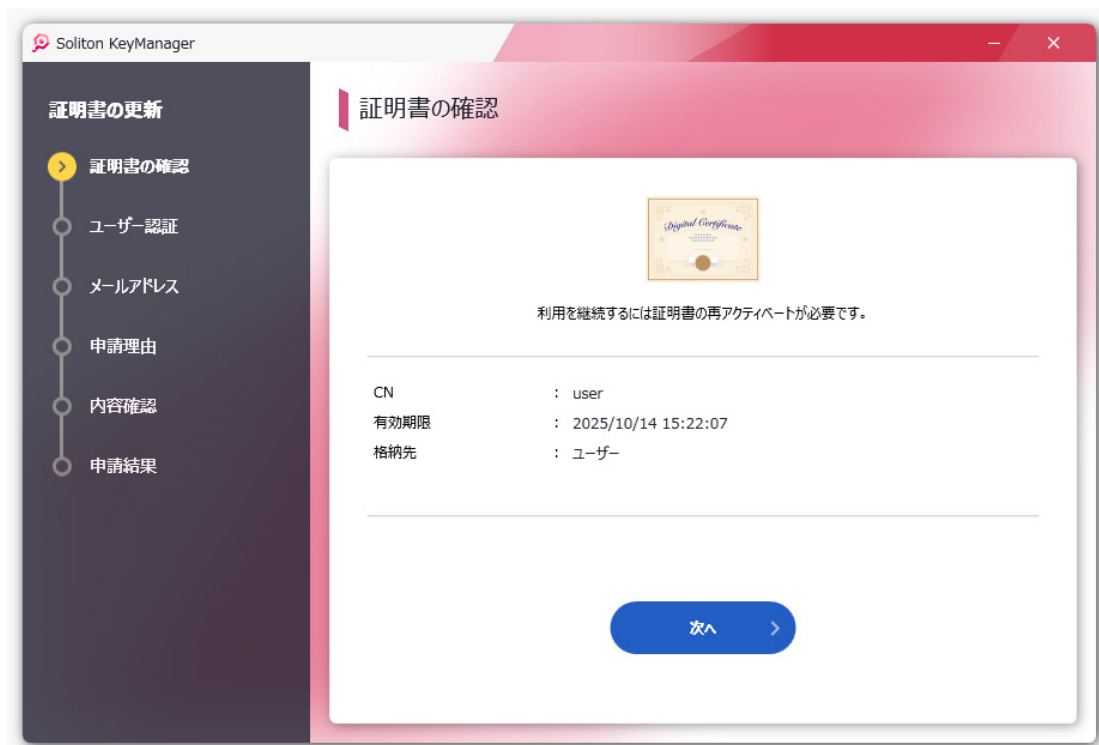 Soliton KeyManager
証明書の更新
証明書の確認
ユーザー認証
メールアドレス
申請理由
内容確認
申請結果
証明書の確認
Digital Certificate
利用を継続するには証明書の再アクティベートが必要です。
CN : user
有効期限 : 2025/10/14 15:22:07
格納先 : ユーザー
次へ